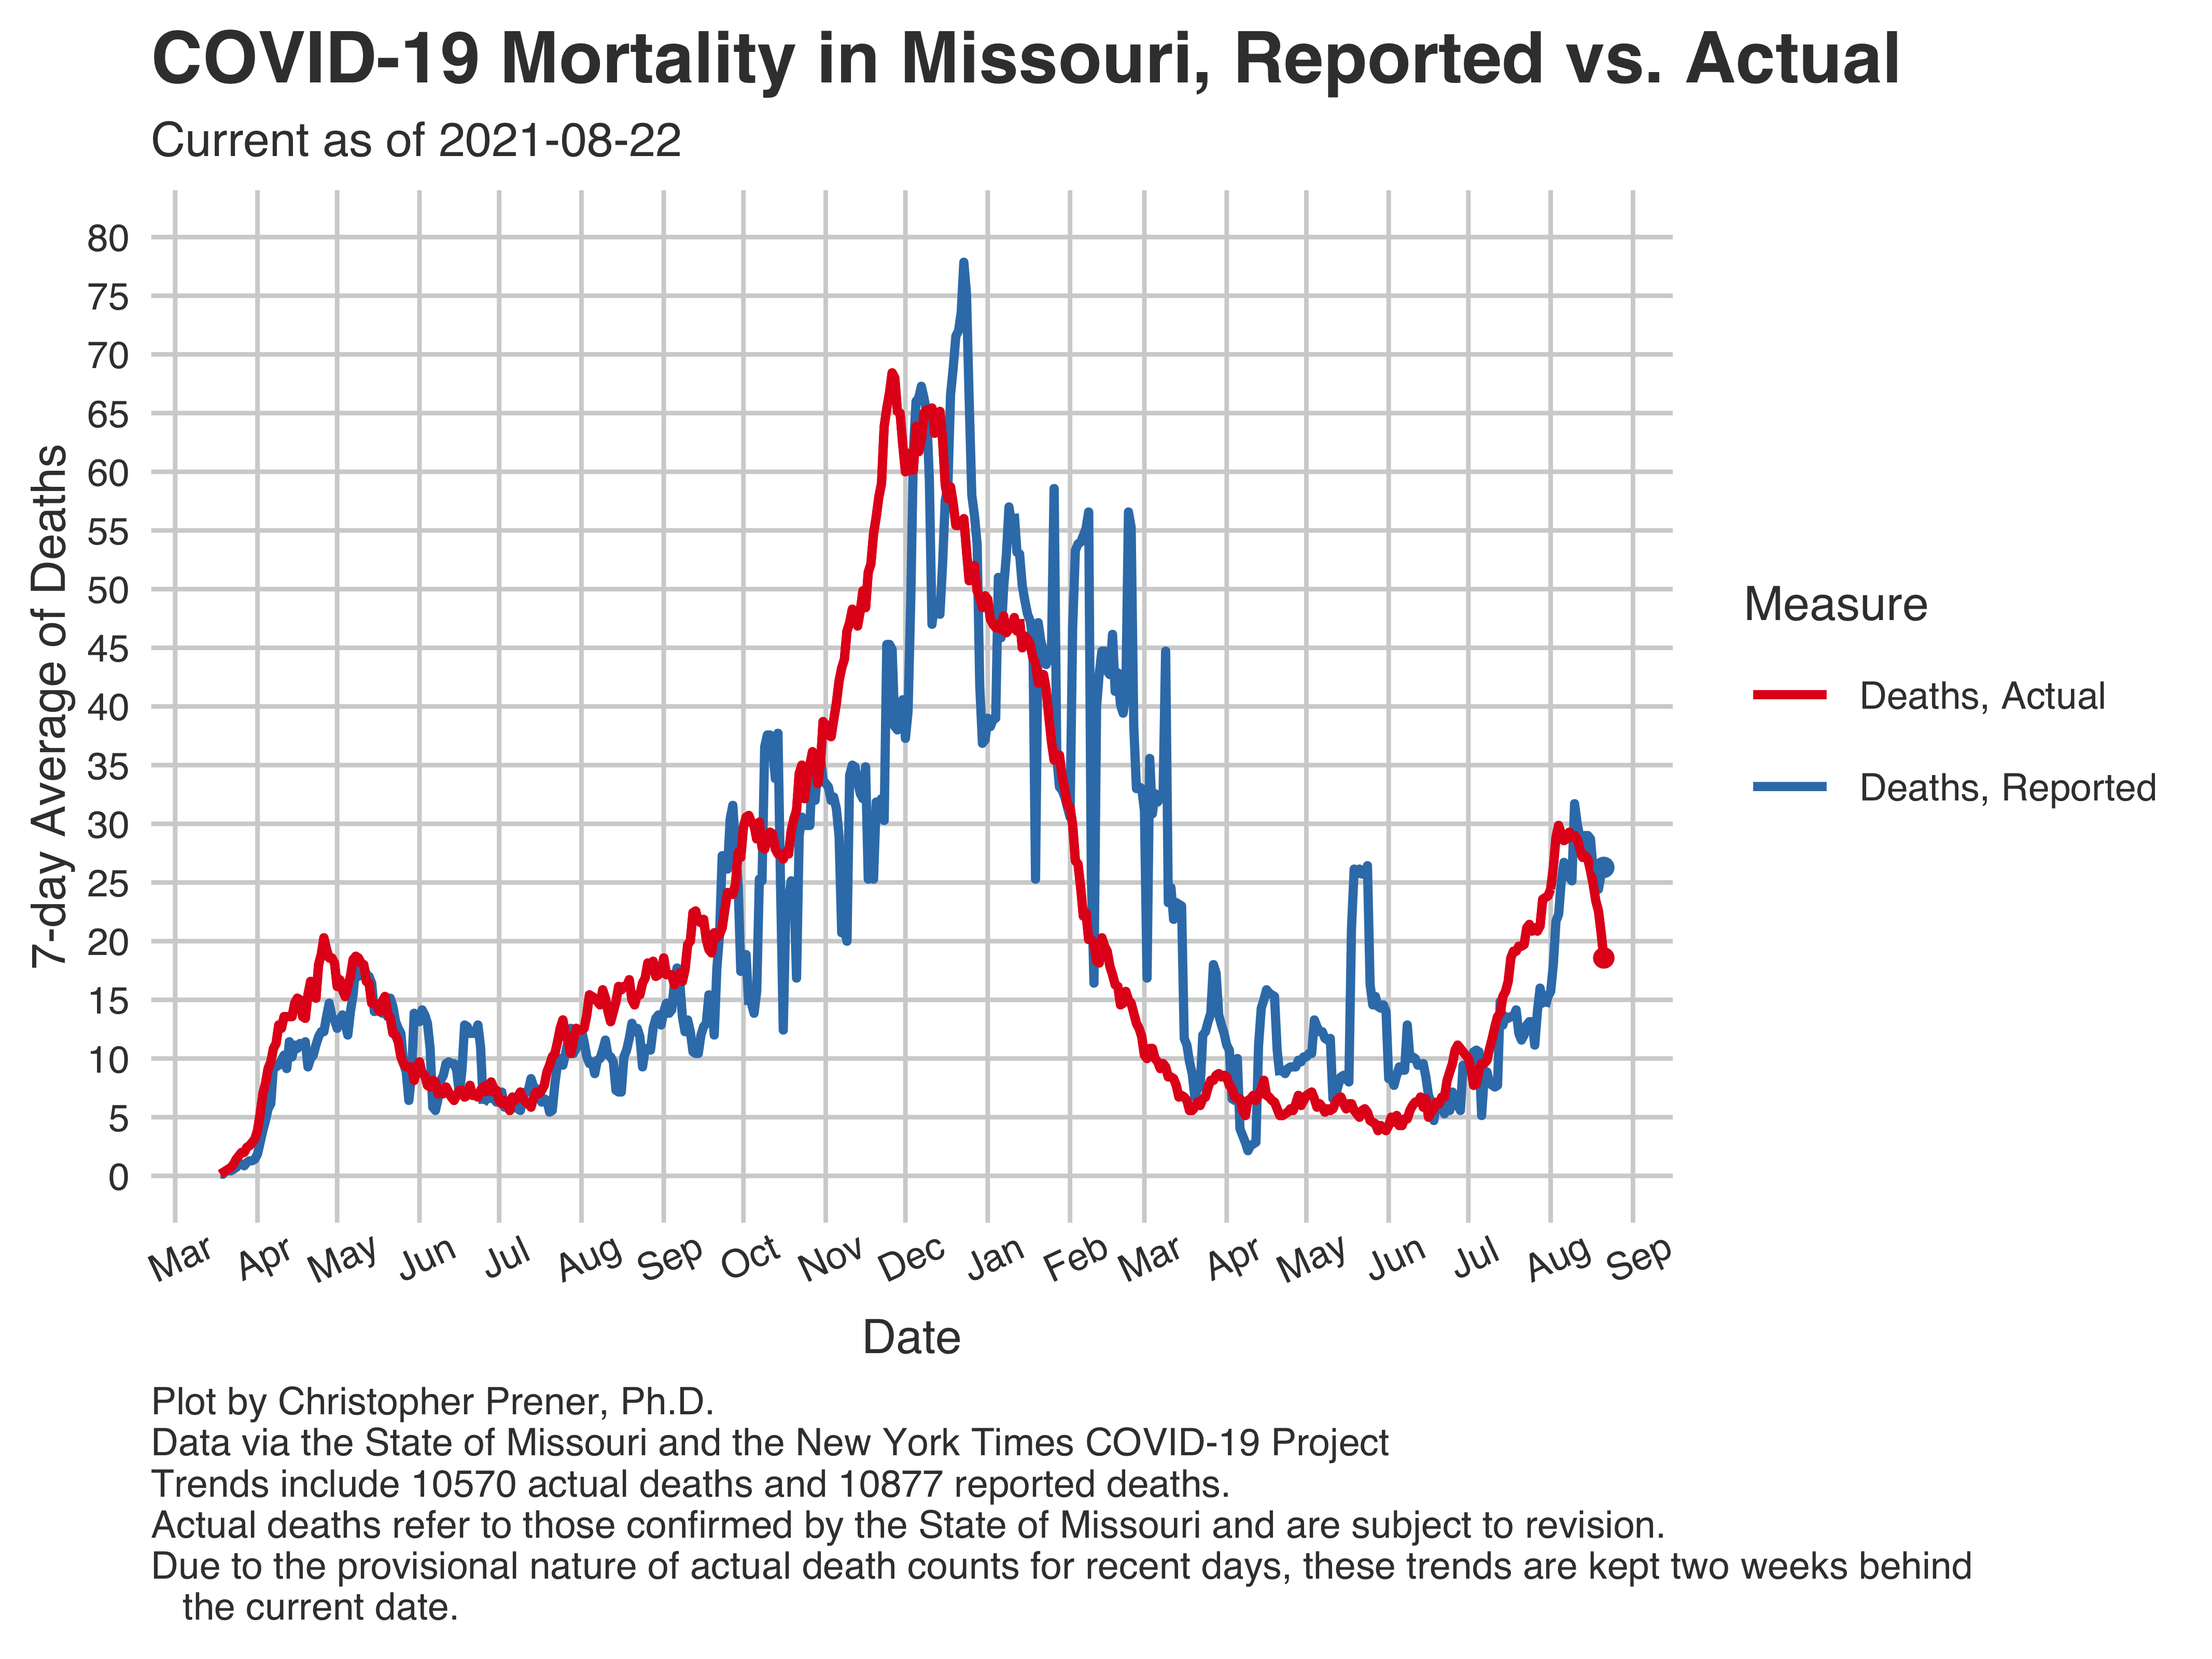 COVID-19 Mortality in Missouri, Reported vs. Actual
Current as of 2021-08-22
80
75
70
65
60
55
50
45
40
35
30
25
20
15
10
5
0
7-day Average of Deaths
Measure
Deaths, Actual
Deaths, Reported
Mar Apr May Jun Jul Aug Sep Oct Nov Dec Jan Feb Mar Apr May Jun Jul Aug Sep
Date
Plot by Christopher Prener, Ph.D.
Data via the State of Missouri and the New York Times COVID-19 Project
Trends include 10570 actual deaths and 10877 reported deaths.
Actual deaths refer to those confirmed by the State of Missouri and are subject to revision.
Due to the provisional nature of actual death counts for recent days, these trends are kept two weeks behind
the current date.